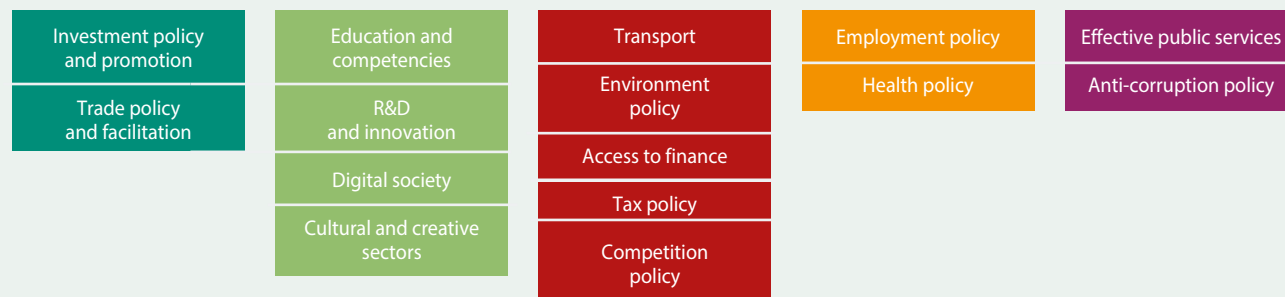 Investment policy
and promotion
Trade policy
and facilitation
Education and
competencies
R&D
and innovation
Digital society
Cultural and creative
sectors
Transport
Environment
policy
Access to finance
Tax policy
Competition
policy
Employment policy
Health policy
Effective public services
Anti-corruption policy